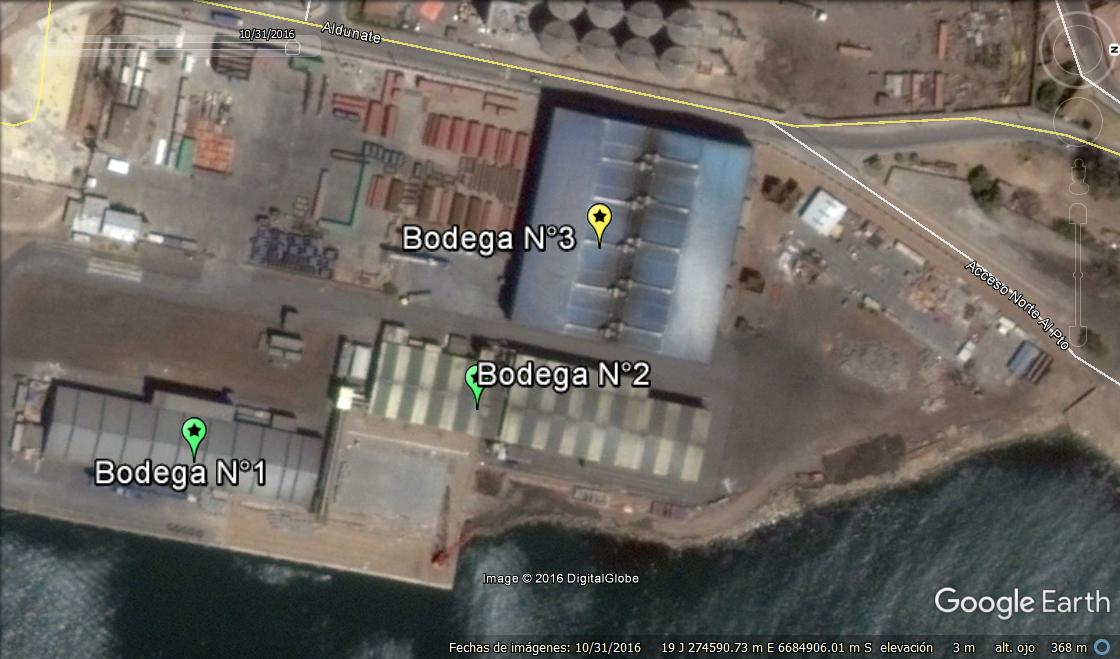 10/31/2016
Aldunate
Bodega N°3
Acceso Norte Al Pto
Bodega N°2
Bodega N°1
Image © 2016 DigitalGlobe
Google Earth
Fechas de imágenes: 10/31/2016 19 J 274590.73 m E 6684906.01 m S elevación 3 m alt. ojo 368 m
N